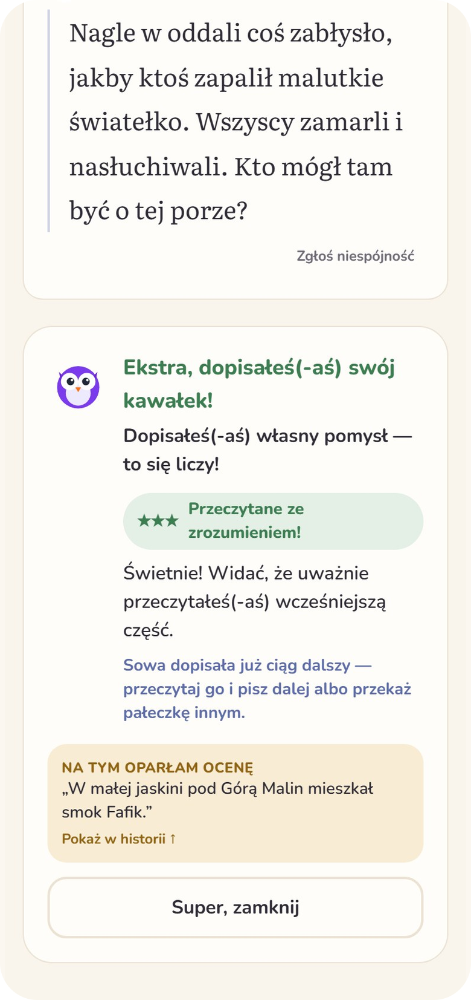 Nagle w oddali coś zabłysło,
jakby ktoś zapalił malutkie
światełko. Wszyscy zamarli i
nasłuchiwali. Kto mógł tam
być o tej porze?
Zgłoś niespójność
Ekstra, dopisałeś(-aś) swój
kawałek!
Dopisałeś(-aś) własny pomysł —
to się liczy!
★★★ Przeczytane ze
zrozumieniem!
Świetnie! Widać, że uważnie
przeczytałeś(-aś) wcześniejszą
część.
Sowa dopisała już ciąg dalszy —
przeczytaj go i pisz dalej albo przekaż
pałeczkę innym.
NA TYM OPARŁAM OCENĘ
„W małej jaskini pod Górą Malin mieszkał
smok Fafik.”
Pokaż w historii ↑
Super, zamknij